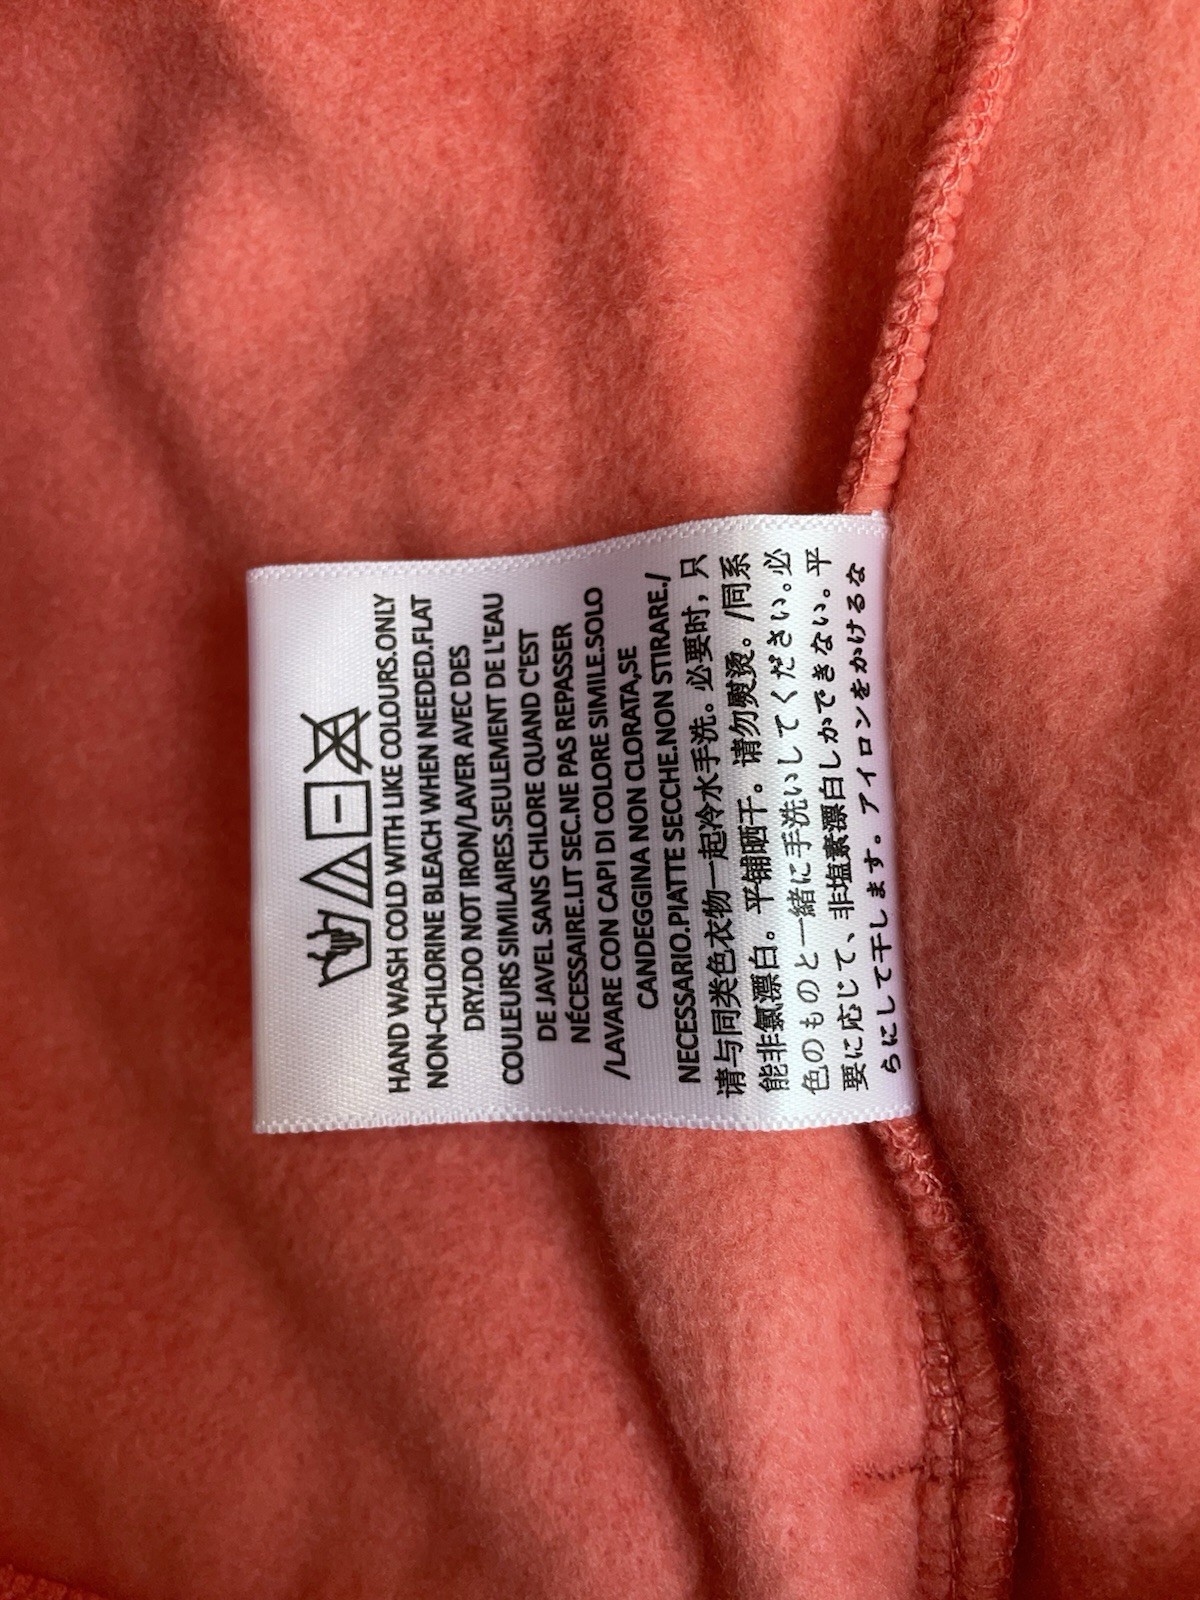 HAND WASH COLD WITH LIKE COLOURS.ONLY
NON-CHLORINE BLEACH WHEN NEEDED.FLAT
DRY.DO NOT IRON/LAVER AVEC DES
COULEURS SIMILAIRES.SEULEMENT DE L'EAU
DE JAVEL SANS CHLORE QUAND C'EST
NÉCESSAIRE.LIT SEC.NE PAS REPASSER
/LAVARE CON CAPI DI COLORE SIMILE.SOLO
CANDEGGINA NON CLORATA,SE
NECESSARIO.PIATTE SECCHE.NON STIRARE./
请与同类色衣物一起冷水手洗。必要时，只
能非氯漂白。平铺晒干。请勿熨烫。/同系
色のものと一緒に手洗いしてください。必
要に応じて、非塩素漂白しかできない。平
らにして干します。アイロンをかけるな